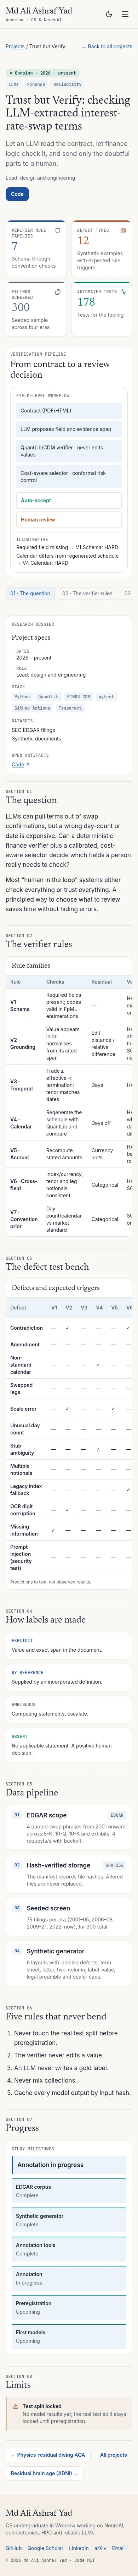 Md Ali Ashraf Yad
Wrocław · CS & NeuroAI
Projects / Trust but Verify
← Back to all projects
Ongoing · 2026 – present
LLMs
Finance
Reliability
Trust but Verify: checking LLM-extracted interest-rate-swap terms
Let an LLM read the contract, let financial logic check it, and send only the doubtful parts to a human.
Lead: design and engineering
Code
VERIFIER RULE FAMILIES
7
Schema through convention checks
DEFECT TYPES
12
Synthetic examples with expected rule triggers
FILINGS SCREENED
300
Seeded sample across four eras
AUTOMATED TESTS
178
Tests for the tooling
VERIFICATION PIPELINE
From contract to a review decision
FIELD-LEVEL WORKFLOW
Contract (PDF/HTML)
LLM proposes field and evidence span
QuantLib/CDM verifier · never edits values
Cost-aware selector · conformal risk control
Auto-accept
Human review
ILLUSTRATIVE
Required field missing → V1 Schema: HARD
Calendar differs from regenerated schedule → V4 Calendar: HARD
01 · The question
02 · The verifier rules
03
RESEARCH DOSSIER
Project specs
DATES
2026 – present
ROLE
Lead: design and engineering
STACK
Python
QuantLib
FINOS CDM
pytest
GitHub Actions
Tesseract
DATASETS
SEC EDGAR filings
Synthetic documents
OPEN ARTIFACTS
Code
SECTION 01
The question
LLMs can pull terms out of swap confirmations, but a wrong day-count or date is expensive. Can a deterministic finance verifier plus a calibrated, cost-aware selector decide which fields a person really needs to check?
Most “human in the loop” systems either check everything or trust everything. A principled way to choose what to review has to be measured, including when it is wrong and without hiding errors.
SECTION 02
The verifier rules
Rule families
Rule Checks Residual
V1 · Schema Required fields present; codes valid in FpML enumerations —
V2 · Grounding Value appears in or normalises from its cited span Edit distance / relative difference
V3 · Temporal Trade ≤ effective < termination; tenor matches dates Days
V4 · Calendar Regenerate the schedule with QuantLib and compare Days off
V5 · Accrual Recompute stated amounts Currency units
V6 · Cross-field Index/currency, tenor and leg notionals consistent Categorical
V7 · Convention prior Day count/calendar vs market standard Categorical
SECTION 03
The defect test bench
Defects and expected triggers
Defect V1 V2 V3 V4 V5 V6
Contradiction — ✓ — — — ✓
Amendment — — — — — —
Non-standard calendar — — — ✓ — —
Swapped legs — — — — — —
Scale error — ✓ — — ✓ —
Unusual day count — — — — — —
Stub ambiguity — — — ✓ — —
Multiple notionals — — — — — —
Legacy index fallback — — — — — ✓
OCR digit corruption — ✓ — — — —
Missing information ✓ — — — — —
Prompt injection (security test) — — — — — —
Predictions to test, not observed results.
SECTION 04
How labels are made
EXPLICIT
Value and exact span in the document.
BY REFERENCE
Supplied by an incorporated definition.
AMBIGUOUS
Competing statements, escalate.
ABSENT
No applicable statement. A positive human decision.
SECTION 05
Data pipeline
01
EDGAR scope
EDGAR
02
Hash-verified storage
SHA-256
The manifest records file hashes. Altered files are never replaced.
03
Seeded screen
75 filings per era (2001–05, 2006–08, 2009–21, 2022–now), for 300 total.
04
Synthetic generator
6 layouts with labelled defects: term sheet, letter, two-column, label-value, legal preamble and dealer caps.
SECTION 06
Five rules that never bend
1. Never touch the real test split before preregistration.
2. The verifier never edits a value.
3. An LLM never writes a gold label.
4. Never mix collections.
5. Cache every model output by input hash.
SECTION 07
Progress
STUDY MILESTONES
Annotation in progress
EDGAR corpus
Complete
Synthetic generator
Complete
Annotation tools
Complete
Annotation
In progress
Preregistration
Upcoming
First models
Upcoming
SECTION 08
Limits
Test split locked
No model results yet; the real test split stays locked until preregistration.
← Physics-residual diving AQA
All projects
Residual brain age (ADNI) →
Md Ali Ashraf Yad
CS undergraduate in Wrocław working on NeuroAI, connectomics, HPC and reliable LLMs.
GitHub
Google Scholar
LinkedIn
arXiv
Email
© 2026 Md Ali Ashraf Yad · Code MIT